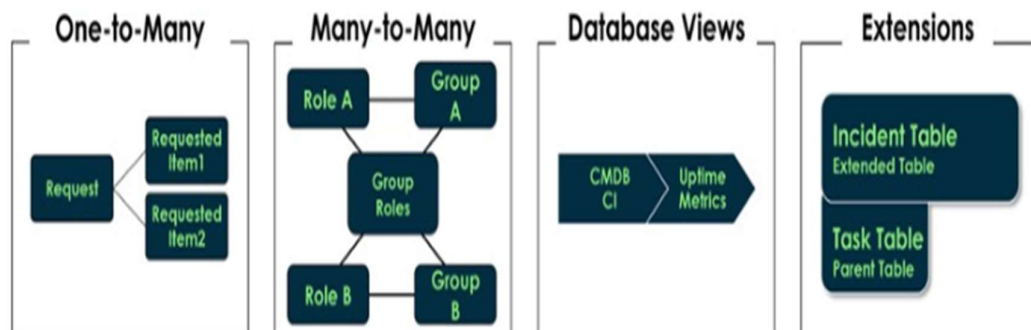 One-to-Many
Request
Requested
Item1
Requested
Item2
Many-to-Many
Role A
Group
A
Group
Roles
Role B
Group
B
Database Views
CMDB
CI
Uptime
Metrics
Extensions
Incident Table
Extended Table
Task Table
Parent Table